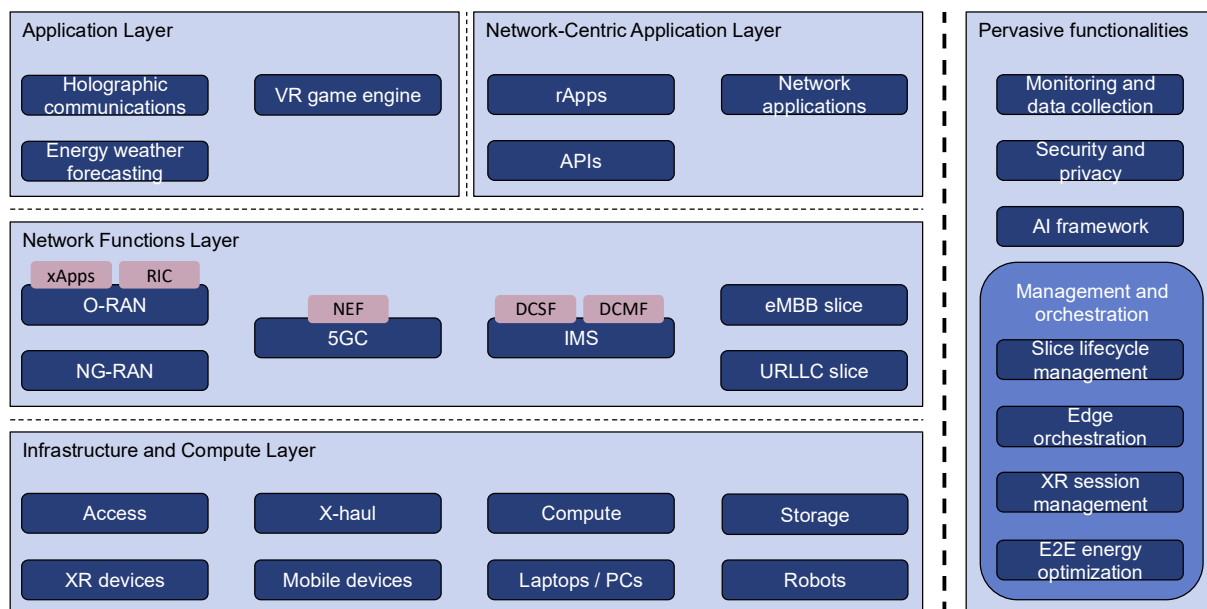 Application Layer
Holographic
communications
VR game engine
Energy weather
forecasting
Network-Centric Application Layer
rApps
Network
applications
APIs
Network Functions Layer
xApps
RIC
O-RAN
NG-RAN
NEF
5GC
DCSF
DCMF
IMS
eMBB slice
URLLC slice
Infrastructure and Compute Layer
Access
X-haul
Compute
Storage
XR devices
Mobile devices
Laptops / PCs
Robots
Pervasive functionalities
Monitoring and
data collection
Security and
privacy
AI framework
Management and
orchestration
Slice lifecycle
management
Edge
orchestration
XR session
management
E2E energy
optimization